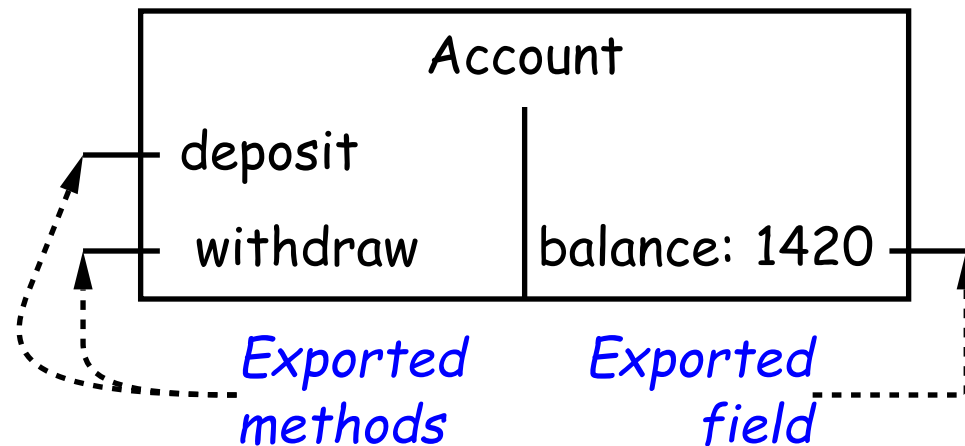 Account
deposit
withdraw
balance: 1420
Exported
methods
Exported
field